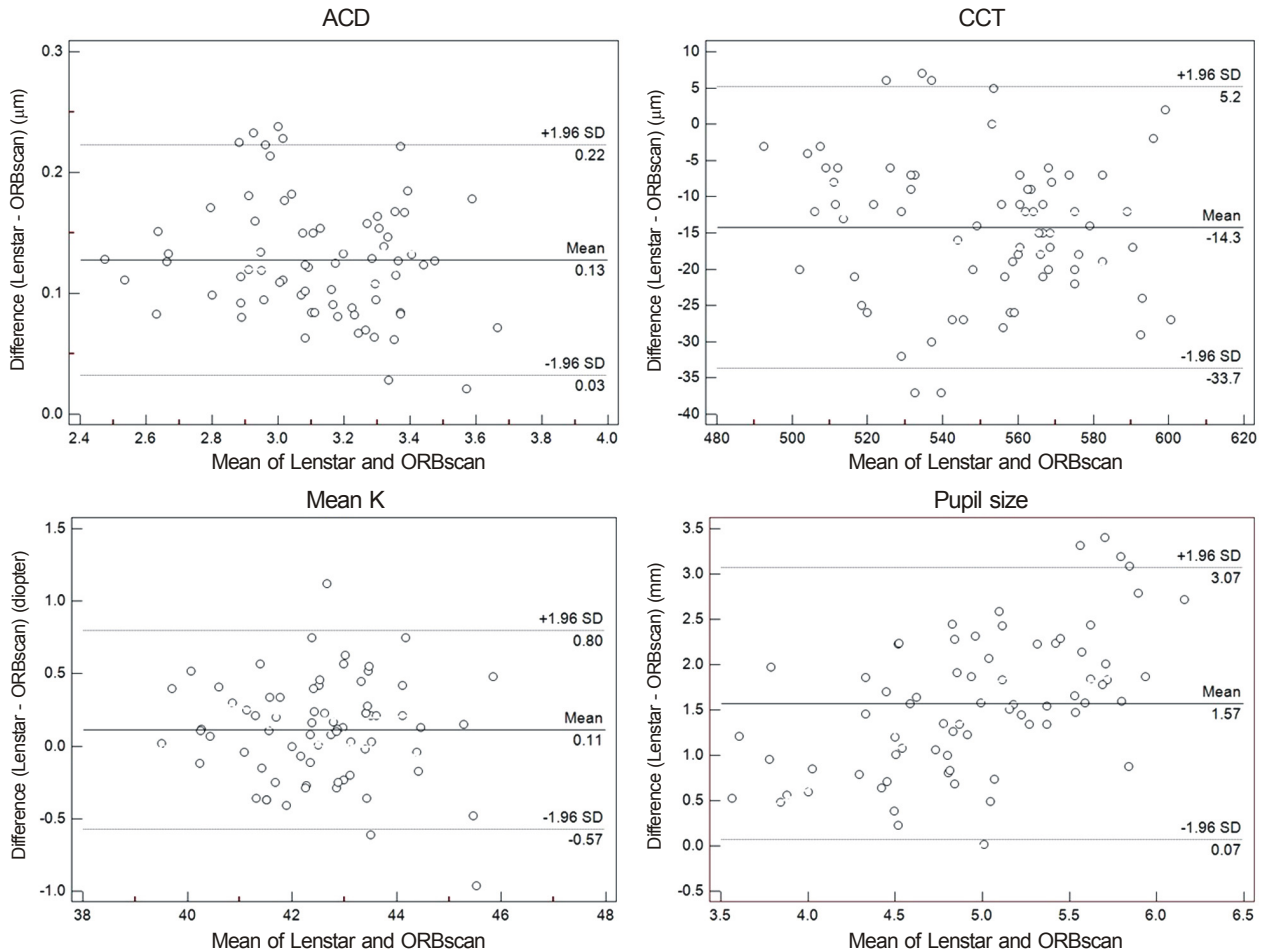 ACD
Difference (Lenstar - ORBscan) (μm)
0.3
0.2
0.1
0.0
+1.96 SD
0.22
Mean
0.13
-1.96 SD
0.03
2.4 2.6 2.8 3.0 3.2 3.4 3.6 3.8 4.0
Mean of Lenstar and ORBscan
CCT
Difference (Lenstar - ORBscan) (μm)
10
5
0
-5
-10
-15
-20
-25
-30
-35
-40
+1.96 SD
5.2
Mean
-14.3
-1.96 SD
-33.7
480 500 520 540 560 580 600 620
Mean of Lenstar and ORBscan
Mean K
Difference (Lenstar - ORBscan) (diopter)
1.5
1.0
0.5
0.0
-0.5
-1.0
+1.96 SD
0.80
Mean
0.11
-1.96 SD
-0.57
38 40 42 44 46 48
Mean of Lenstar and ORBscan
Pupil size
Difference (Lenstar - ORBscan) (mm)
3.5
3.0
2.5
2.0
1.5
1.0
0.5
0.0
-0.5
+1.96 SD
3.07
Mean
1.57
-1.96 SD
0.07
3.5 4.0 4.5 5.0 5.5 6.0 6.5
Mean of Lenstar and ORBscan